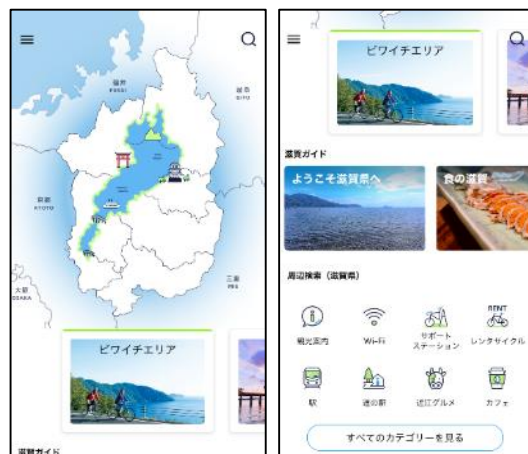 福井
FUKUI
岐阜
GIFU
京都
KYOTO
大阪
OSAKA
三重
MIE
ビワイチエリア
滋賀ガイド
ビワイチエリア
滋賀ガイド
ようこそ滋賀県へ
食の滋賀
周辺検索（滋賀県）
観光案内
Wi-Fi
サポート
ステーション
RENT
レンタサイクル
駅
道の駅
近江グルメ
カフェ
すべてのカテゴリーを見る